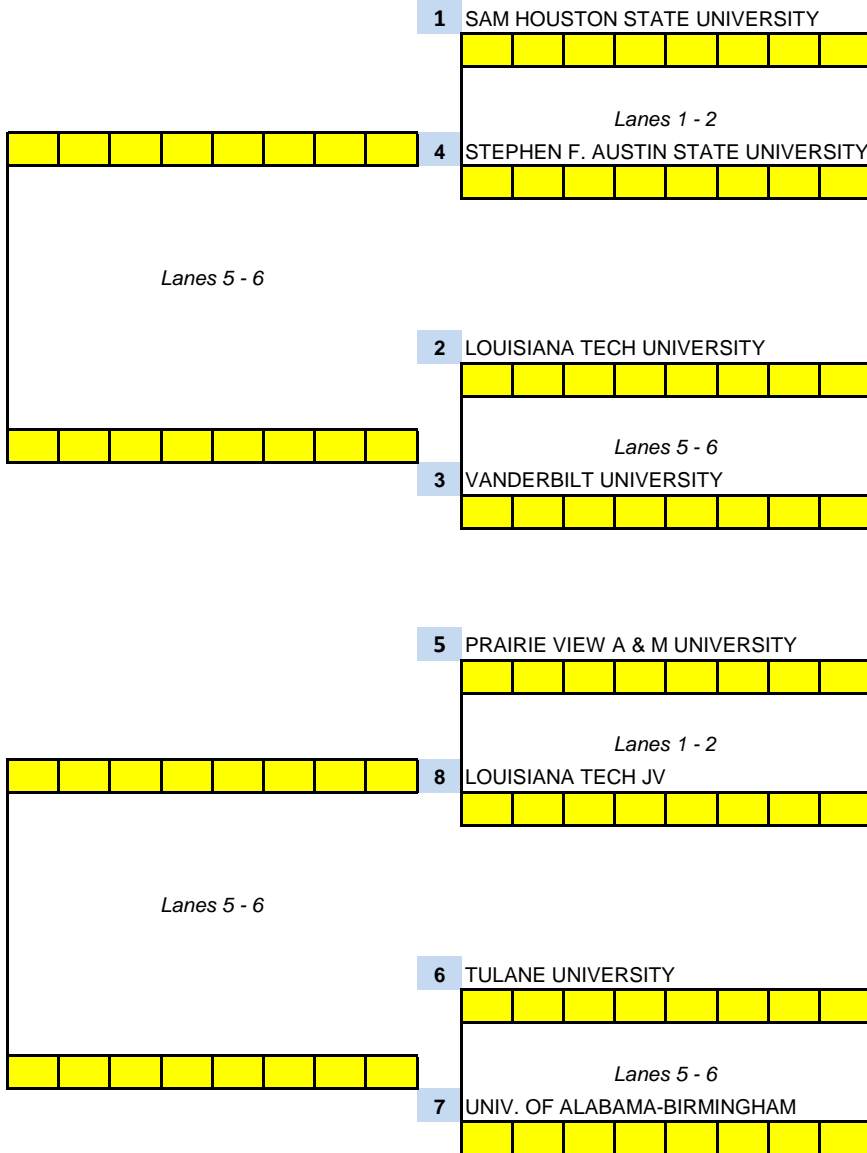 1 SAM HOUSTON STATE UNIVERSITY
Lanes 1 - 2
4 STEPHEN F. AUSTIN STATE UNIVERSITY
Lanes 5 - 6
2 LOUISIANA TECH UNIVERSITY
Lanes 5 - 6
3 VANDERBILT UNIVERSITY
5 PRAIRIE VIEW A & M UNIVERSITY
Lanes 1 - 2
8 LOUISIANA TECH JV
Lanes 5 - 6
6 TULANE UNIVERSITY
Lanes 5 - 6
7 UNIV. OF ALABAMA-BIRMINGHAM